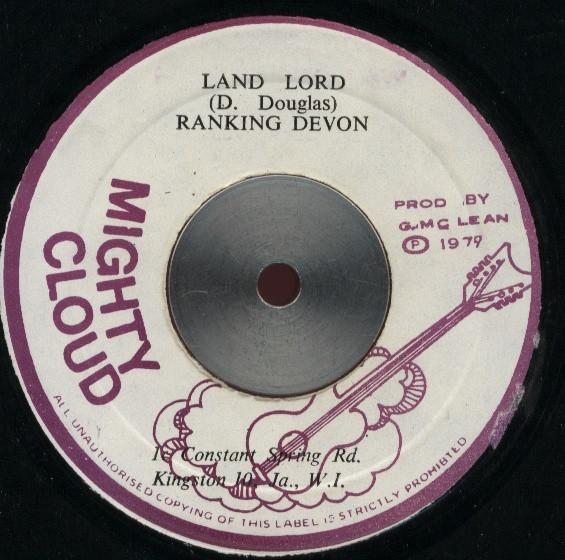 LAND LORD
(D. Douglas)
RANKING DEVON
MIGHTY
CLOUD
PROD .BY
G.MC LEAN
℗ 1979
Constant Spring Rd.
Kingston 10, Ja., W.I.
ALL UNAUTHORISED COPYING OF THIS LABEL IS STRICTLY PROHIBITED